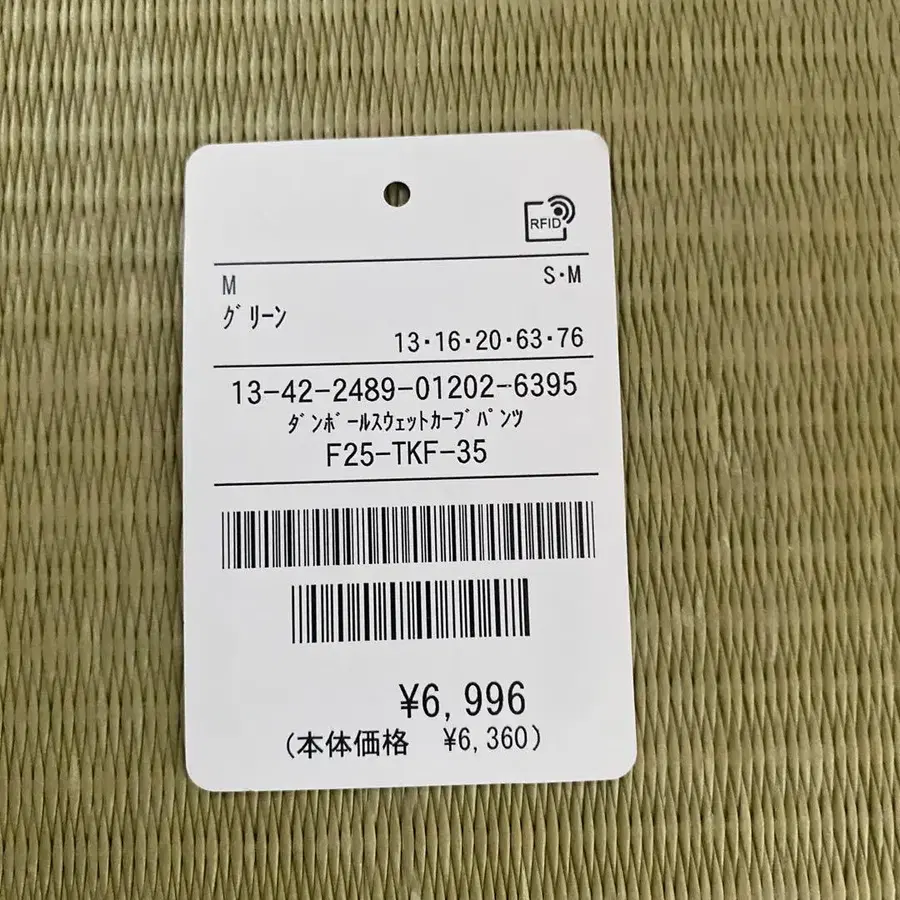 RFID
M S・M
グリーン
13・16・20・63・76
13-42-2489-01202-6395
ダンボールスウェットカーブパンツ
F25-TKF-35
¥6,996
(本体価格 ¥6,360)